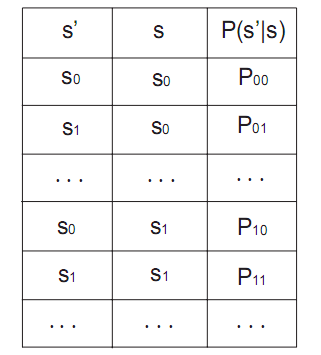 s' s P(s'|s)
s0 s0 P00
s1 s0 P01
... ... ...
s0 s1 P10
s1 s1 P11
... ... ...